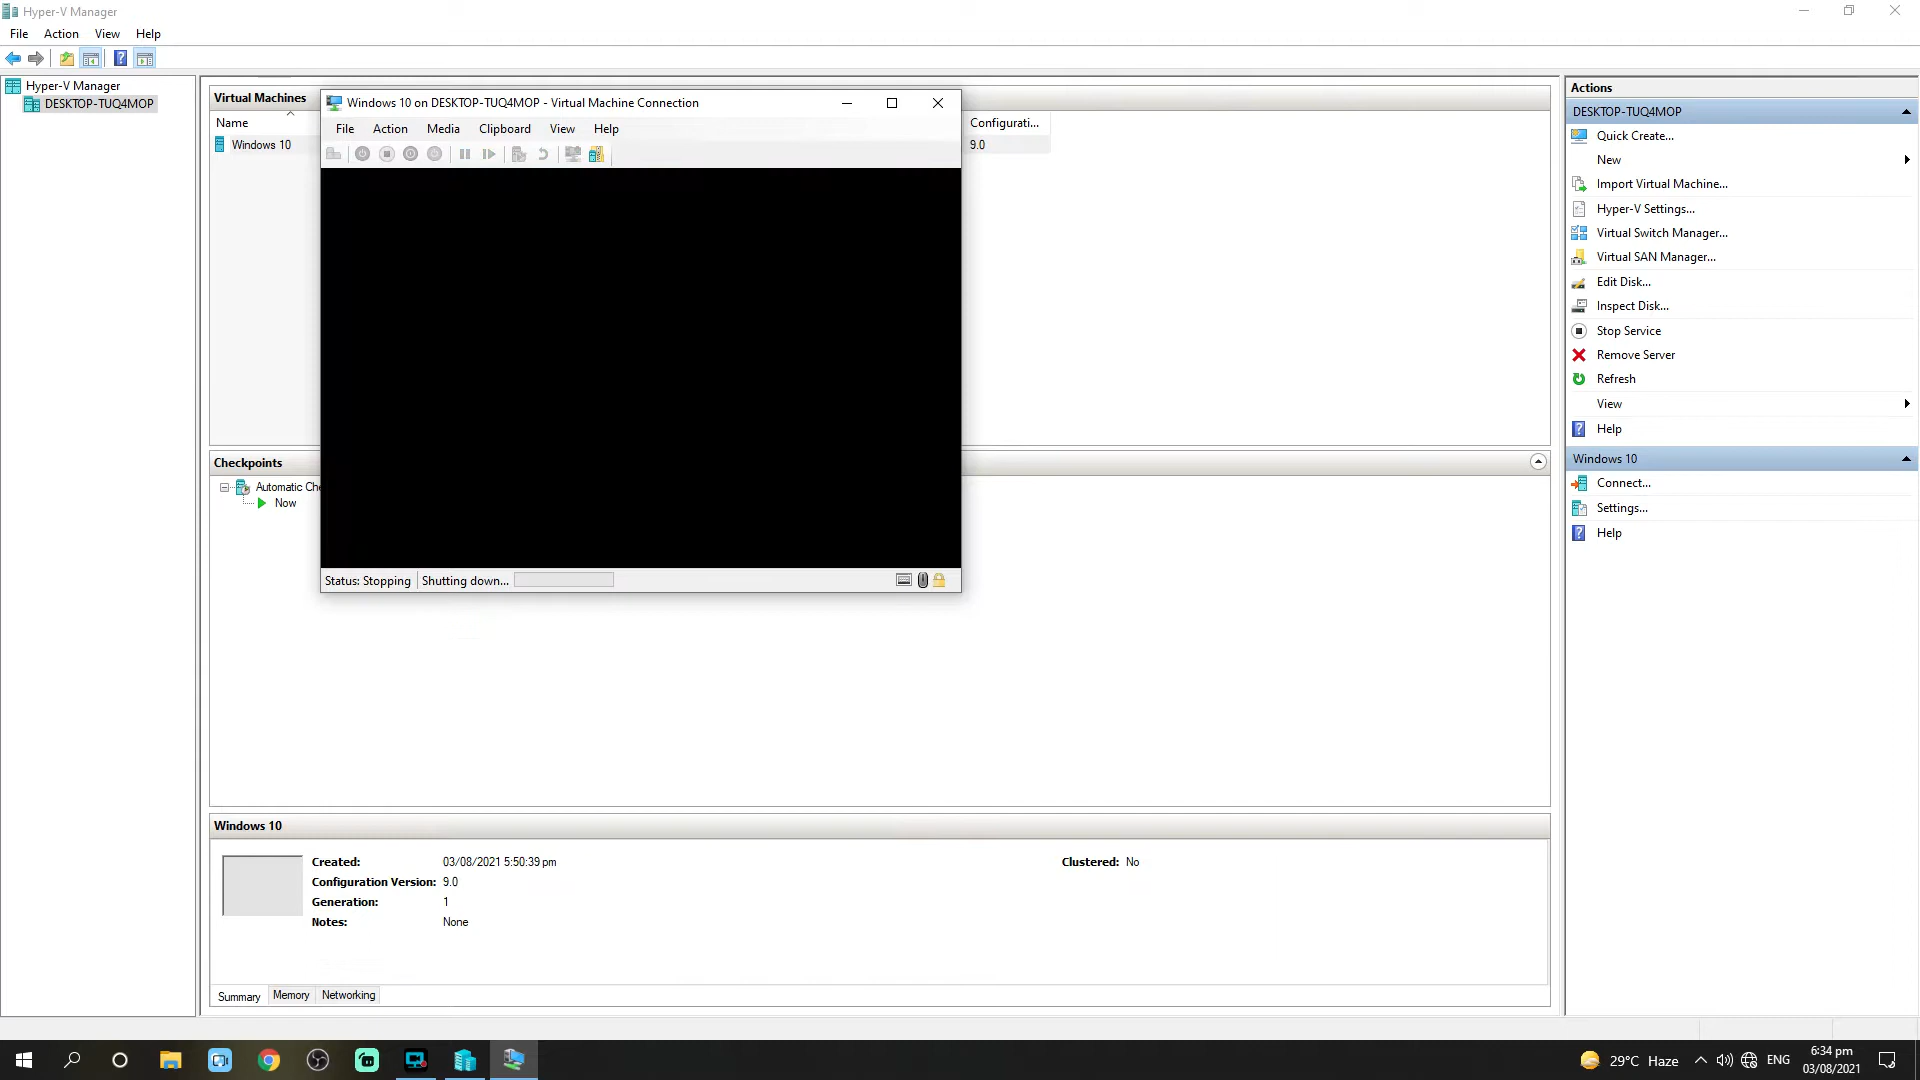 Hyper-V Manager
File Action View Help
Hyper-V Manager
DESKTOP-TUQ4MOP
Virtual Machines
Name
Configurati...
Windows 10
9.0
Windows 10 on DESKTOP-TUQ4MOP - Virtual Machine Connection
File Action Media Clipboard View Help
Status: Stopping Shutting down...
Checkpoints
Automatic Che
Now
Windows 10
Created: 03/08/2021 5:50:39 pm
Clustered: No
Configuration Version: 9.0
Generation: 1
Notes: None
Summary Memory Networking
Actions
DESKTOP-TUQ4MOP
Quick Create...
New
Import Virtual Machine...
Hyper-V Settings...
Virtual Switch Manager...
Virtual SAN Manager...
Edit Disk...
Inspect Disk...
Stop Service
Remove Server
Refresh
View
Help
Windows 10
Connect...
Settings...
Help
29°C Haze
ENG
6:34 pm
03/08/2021